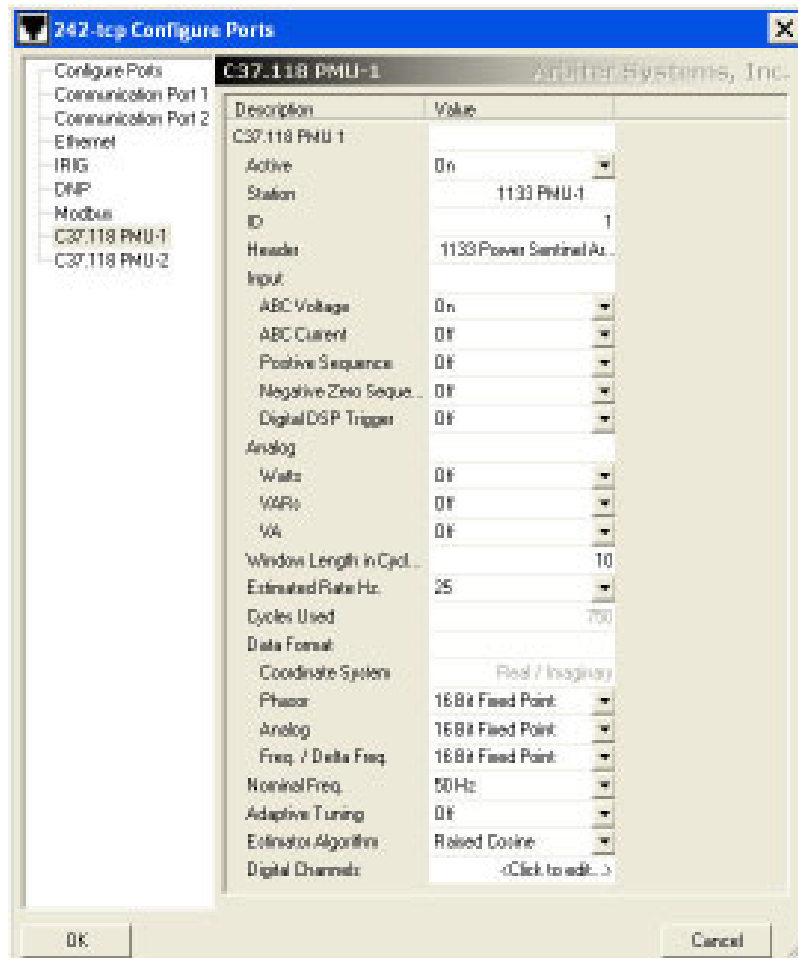 242-tcp Configure Ports
Configure Ports
Communication Port 1
Communication Port 2
Ethernet
IRIG
DNP
Modbus
C37.118 PMU-1
C37.118 PMU-2
C37.118 PMU-1
Arbiter Systems, Inc.
Description Value
C37.118 PMU 1
Active On
Station 1133 PMU-1
ID 1
Header 1133 Power Sentinel Ar...
Input
ABC Voltage On
ABC Current Off
Positive Sequence Off
Negative Zero Seque... Off
Digital DSP Trigger Off
Analog
Watts Off
VARs Off
VA Off
Window Length in Cycl... 10
Estimated Rate Hz. 25
Cycles Used 750
Data Format
Coordinate System Real / Imaginary
Phasor 16 Bit Fixed Point
Analog 16 Bit Fixed Point
Freq. / Delta Freq. 16 Bit Fixed Point
Nominal Freq. 50 Hz
Adaptive Tuning Off
Estimator Algorithm Raised Cosine
Digital Channels <Click to edit...>
OK Cancel